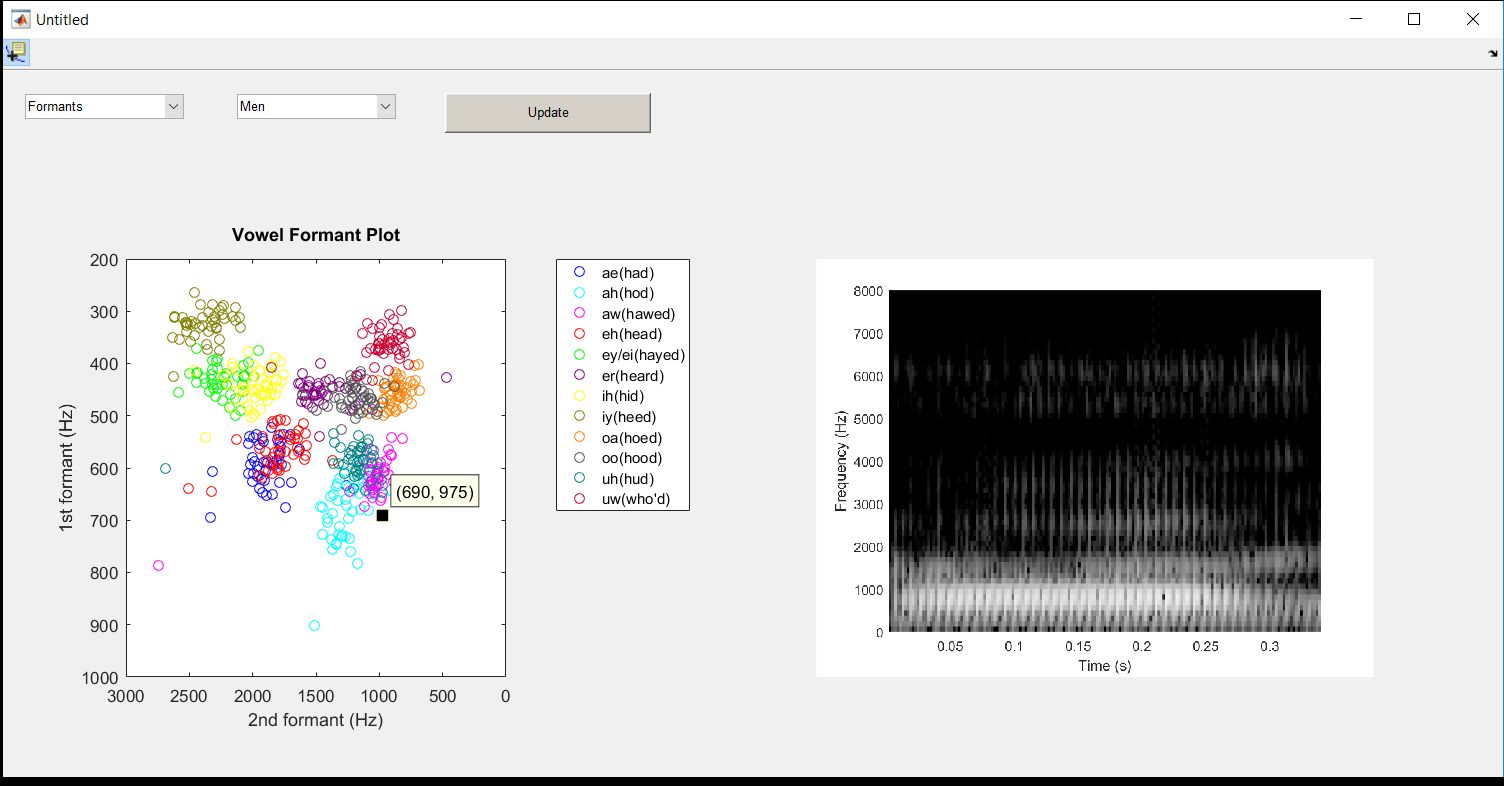 Untitled
Formants
Men
Update
Vowel Formant Plot
200
300
400
500
600
700
800
900
1000
1st formant (Hz)
3000 2500 2000 1500 1000 500 0
2nd formant (Hz)
(690, 975)
ae(had)
ah(hod)
aw(hawed)
eh(head)
ey/ei(hayed)
er(heard)
ih(hid)
iy(heed)
oa(hoed)
oo(hood)
uh(hud)
uw(who'd)
8000
7000
6000
5000
4000
3000
2000
1000
0
Frequency (Hz)
0.05 0.1 0.15 0.2 0.25 0.3
Time (s)